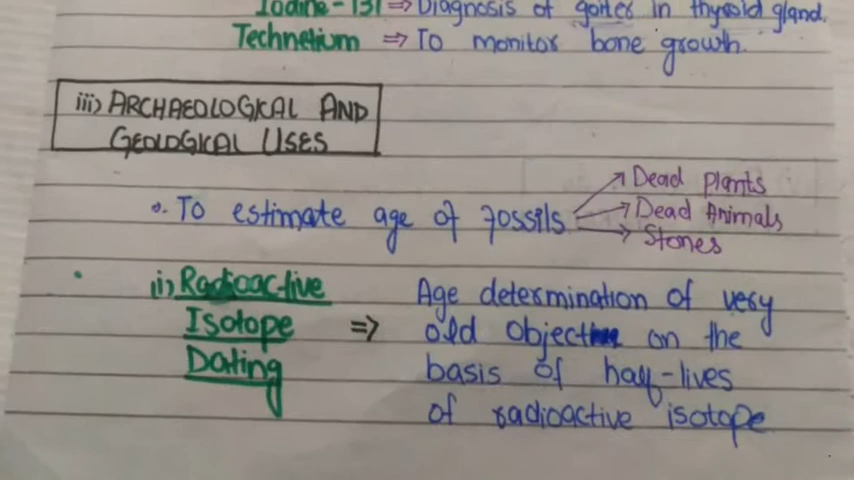 Iodine-131 ⇒ Diagnosis of goiter in thyroid gland.
Technetium ⇒ To monitor bone growth.
iii) ARCHAEOLOGICAL AND
GEOLOGICAL USES
To estimate age of fossils → Dead Plants
→ Dead Animals
→ Stones
(i) Radioactive
Isotope
Dating
⇒ Age determination of very
old object on the
basis of half-lives
of radioactive isotope